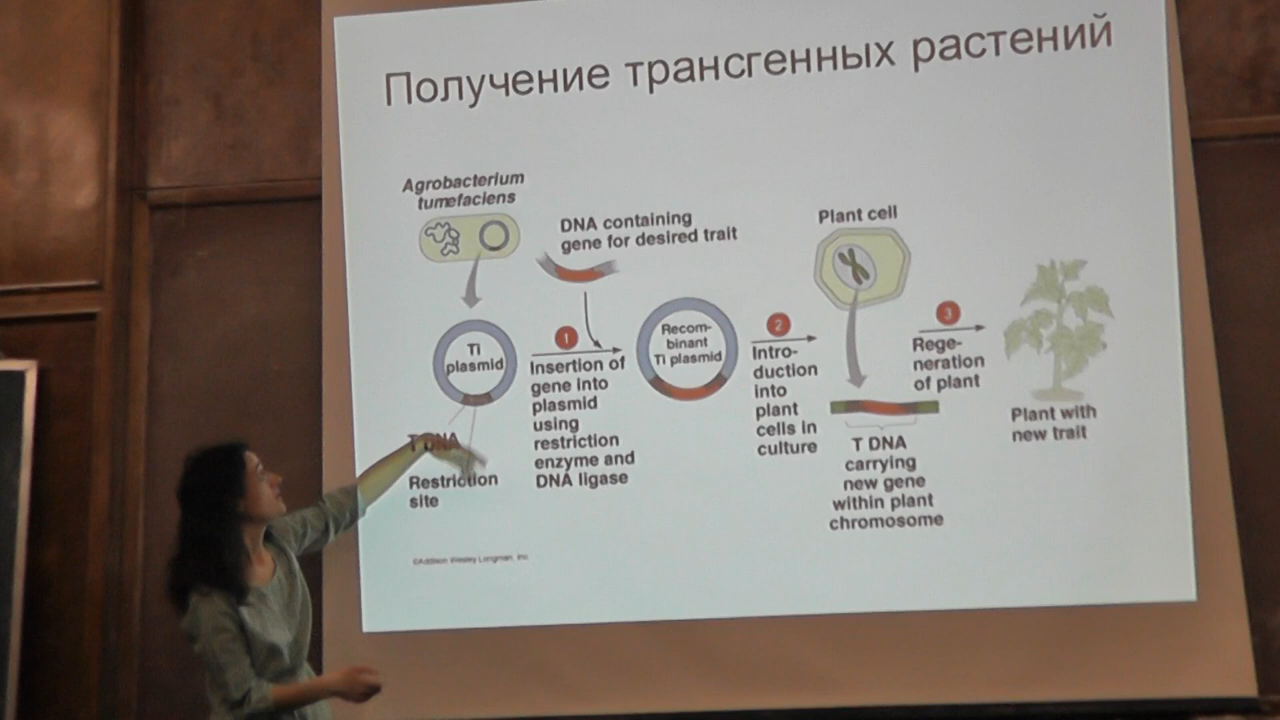 Получение трансгенных растений
Agrobacterium
tumefaciens
DNA containing
gene for desired trait
Plant cell
Ti
plasmid
1
Insertion of
gene into
plasmid
using
restriction
enzyme and
DNA ligase
Recom-
binant
Ti plasmid
2
Intro-
duction
into
plant
cells in
culture
3
Rege-
neration
of plant
Plant with
new trait
T DNA
Restriction
site
T DNA
carrying
new gene
within plant
chromosome
©Addison Wesley Longman, Inc.